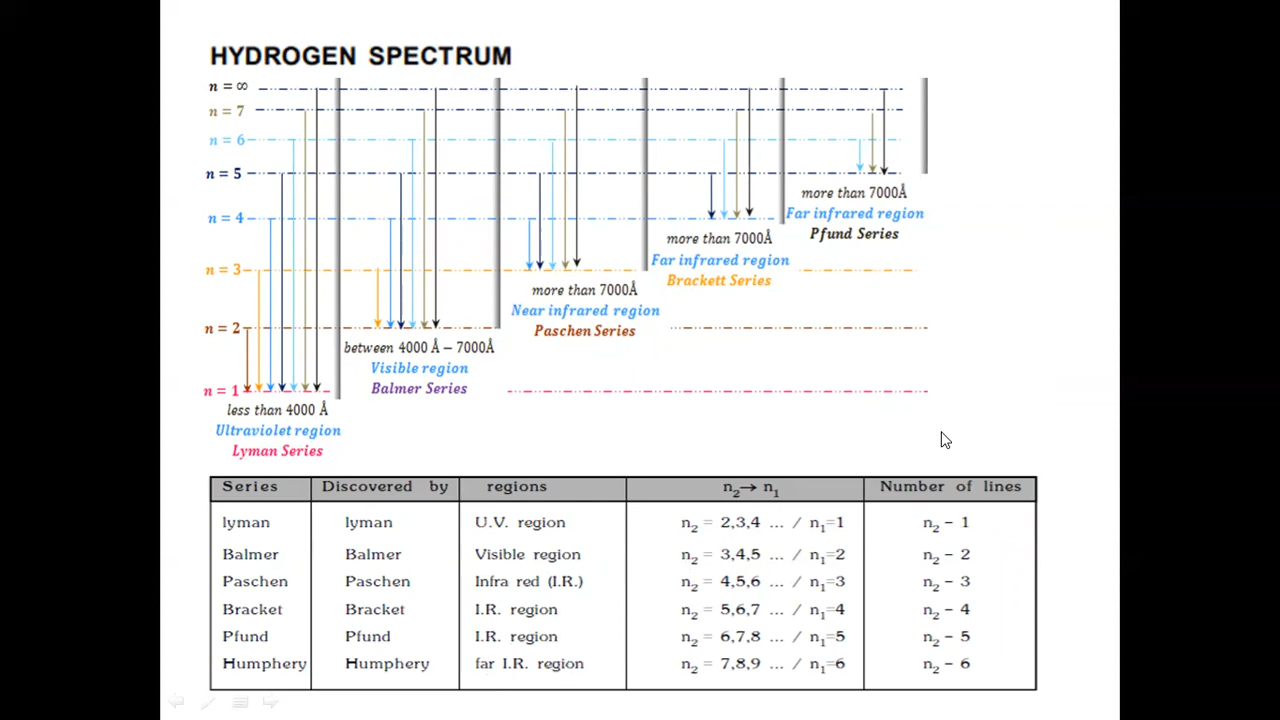 HYDROGEN SPECTRUM
n = ∞
n = 7
n = 6
n = 5
n = 4
n = 3
n = 2
n = 1
more than 7000Å
Far infrared region
Pfund Series
more than 7000Å
Far infrared region
Brackett Series
more than 7000Å
Near infrared region
Paschen Series
between 4000 Å – 7000Å
Visible region
Balmer Series
less than 4000 Å
Ultraviolet region
Lyman Series
Series Discovered by regions n₂→ n₁ Number of lines
lyman lyman U.V. region n₂ = 2,3,4 ... / n₁=1 n₂ – 1
Balmer Balmer Visible region n₂ = 3,4,5 ... / n₁=2 n₂ – 2
Paschen Paschen Infra red (I.R.) n₂ = 4,5,6 ... / n₁=3 n₂ – 3
Bracket Bracket I.R. region n₂ = 5,6,7 ... / n₁=4 n₂ – 4
Pfund Pfund I.R. region n₂ = 6,7,8 ... / n₁=5 n₂ – 5
Humphery Humphery far I.R. region n₂ = 7,8,9 ... / n₁=6 n₂ – 6